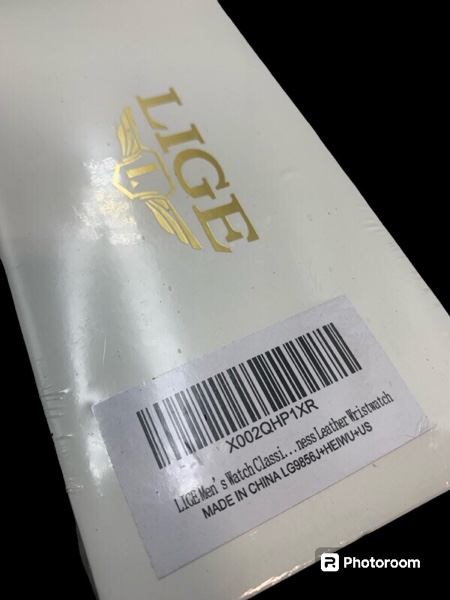 LIGE
L
X002QHP1XR
LIGE Men's Watch Classi...ness Leather Wristwatch
MADE IN CHINA LG9856J+HEIWU+US
Photoroom